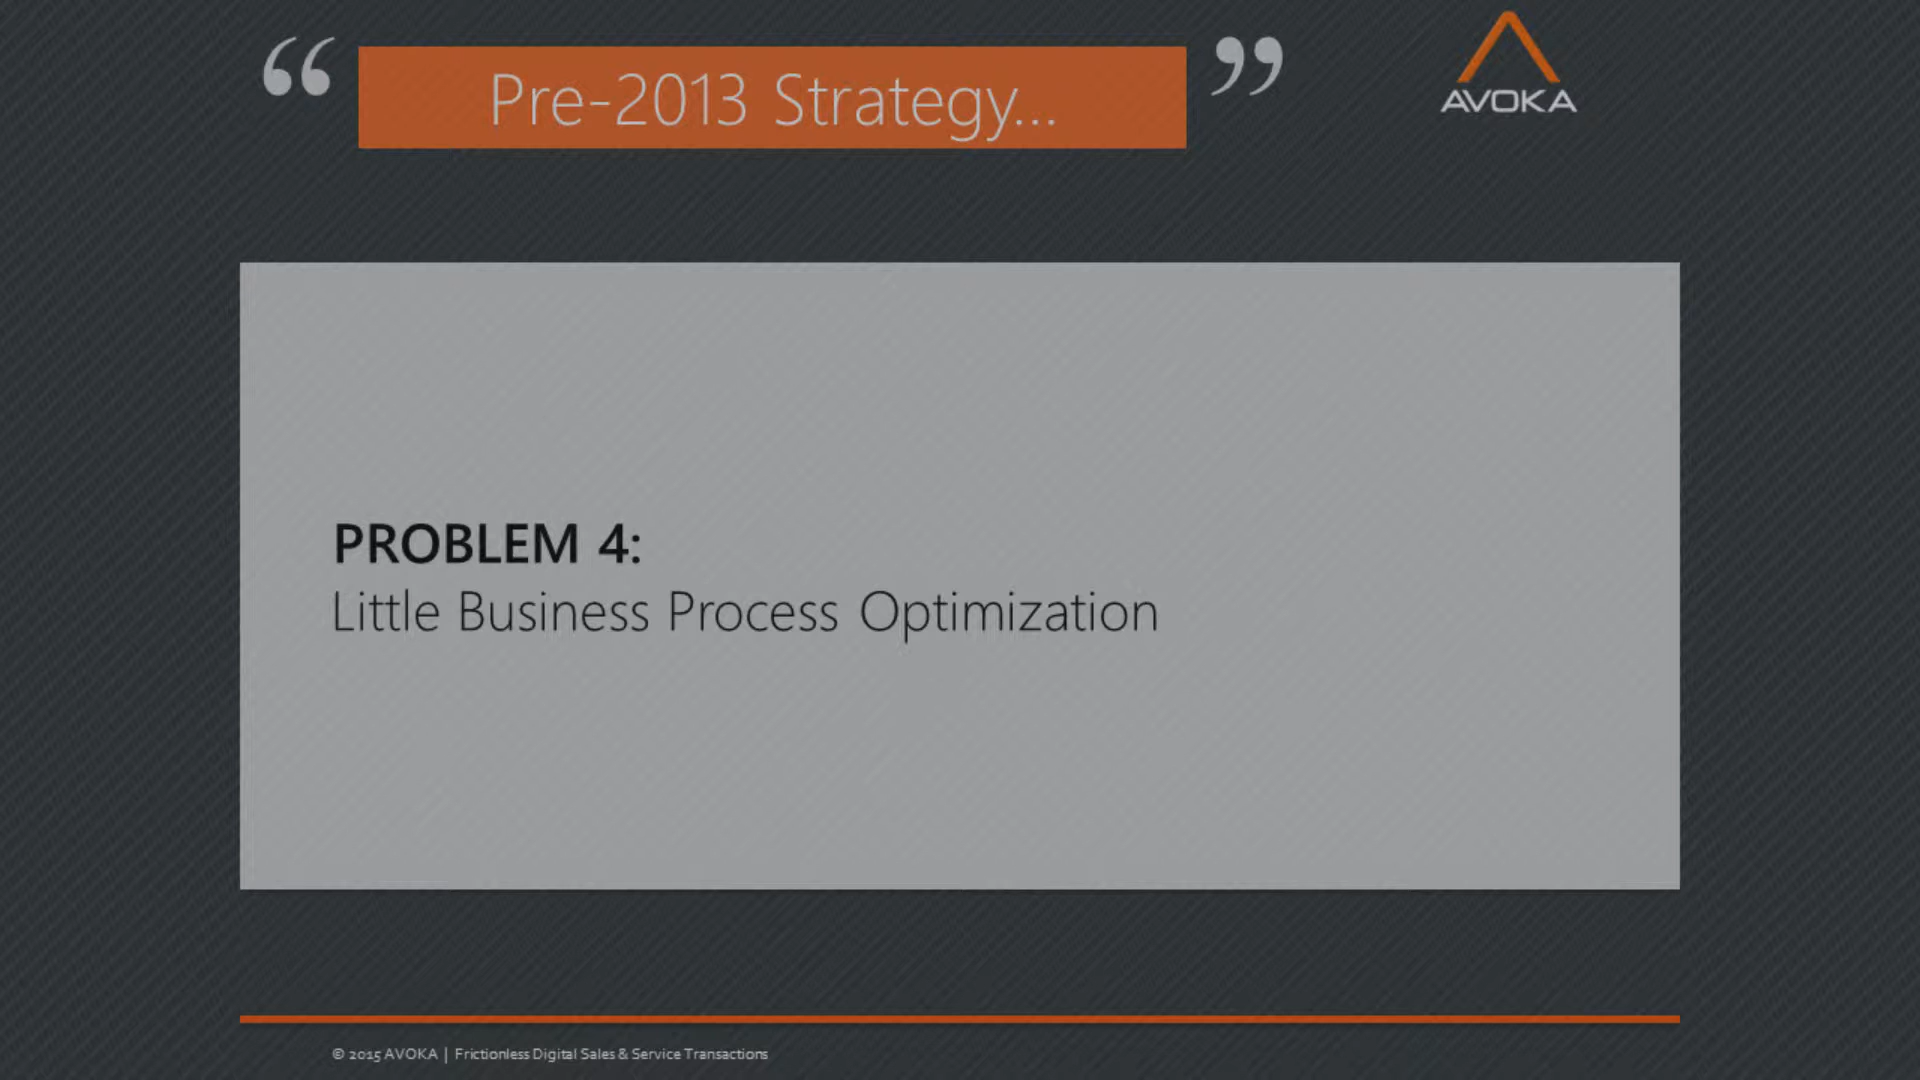 “ Pre-2013 Strategy... ”
AVOKA
PROBLEM 4:
Little Business Process Optimization
© 2015 AVOKA | Frictionless Digital Sales & Service Transactions